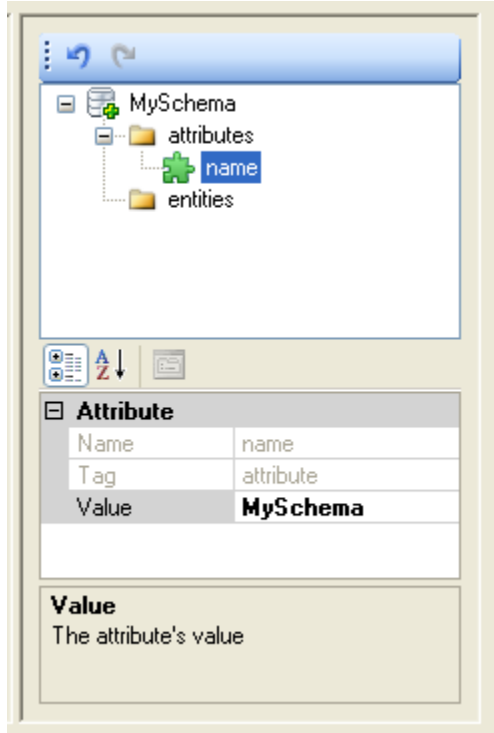 MySchema
attributes
name
entities
A
Z
Attribute
Name name
Tag attribute
Value MySchema
Value
The attribute's value